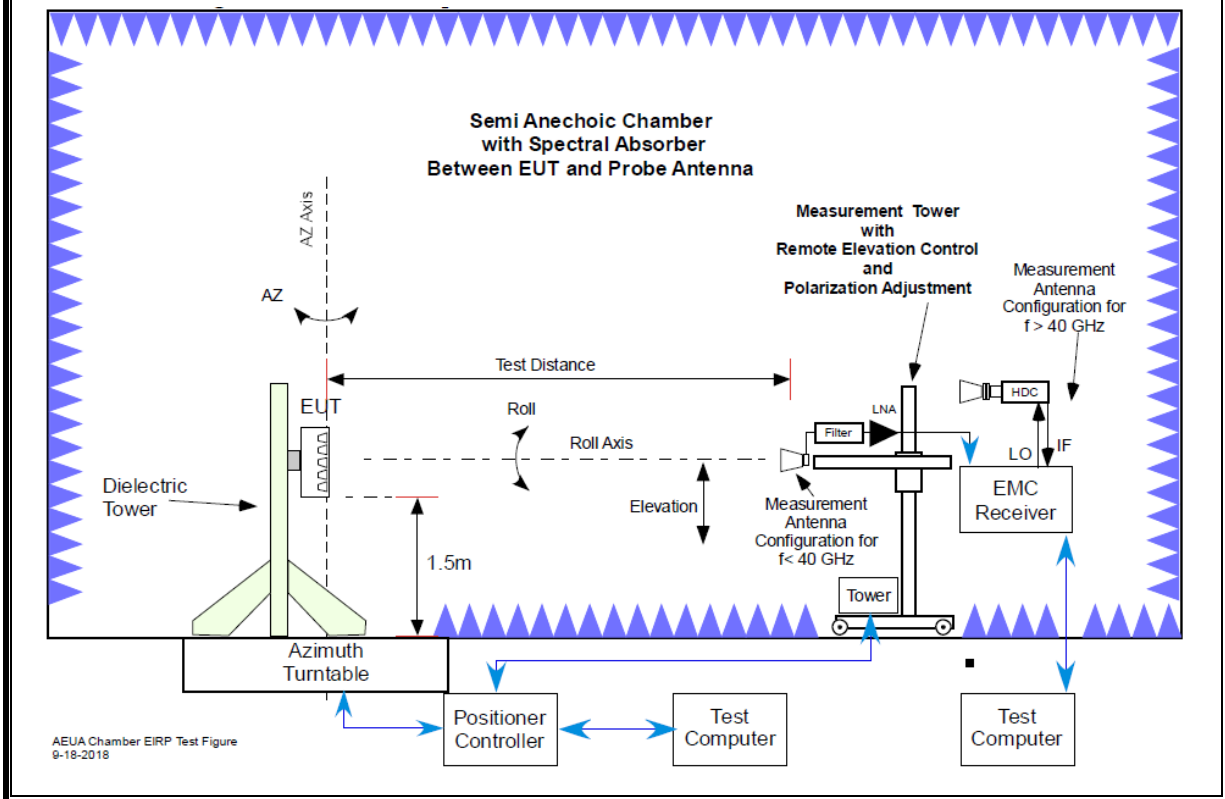 Semi Anechoic Chamber
with Spectral Absorber
Between EUT and Probe Antenna
AZ Axis
AZ
Measurement Tower
with
Remote Elevation Control
and
Polarization Adjustment
Measurement
Antenna
Configuration for
f > 40 GHz
Test Distance
EUT
Roll
Roll Axis
LNA
Filter
HDC
LO
IF
Dielectric
Tower
Elevation
Measurement
Antenna
Configuration for
f< 40 GHz
EMC
Receiver
1.5m
Tower
Azimuth
Turntable
Positioner
Controller
Test
Computer
Test
Computer
AEUA Chamber EIRP Test Figure
9-18-2018